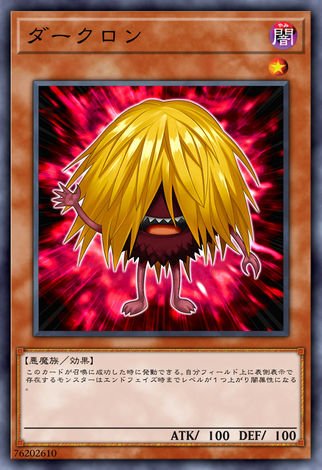 ダークロン
やみ
闇
【悪魔族／効果】
このカードが召喚に成功した時に発動できる。自分フィールド上に表側表示で
存在するモンスターはエンドフェイズ時までレベルが１つ上がり闇属性になる
。
ATK/ 100 DEF/ 100
76202610